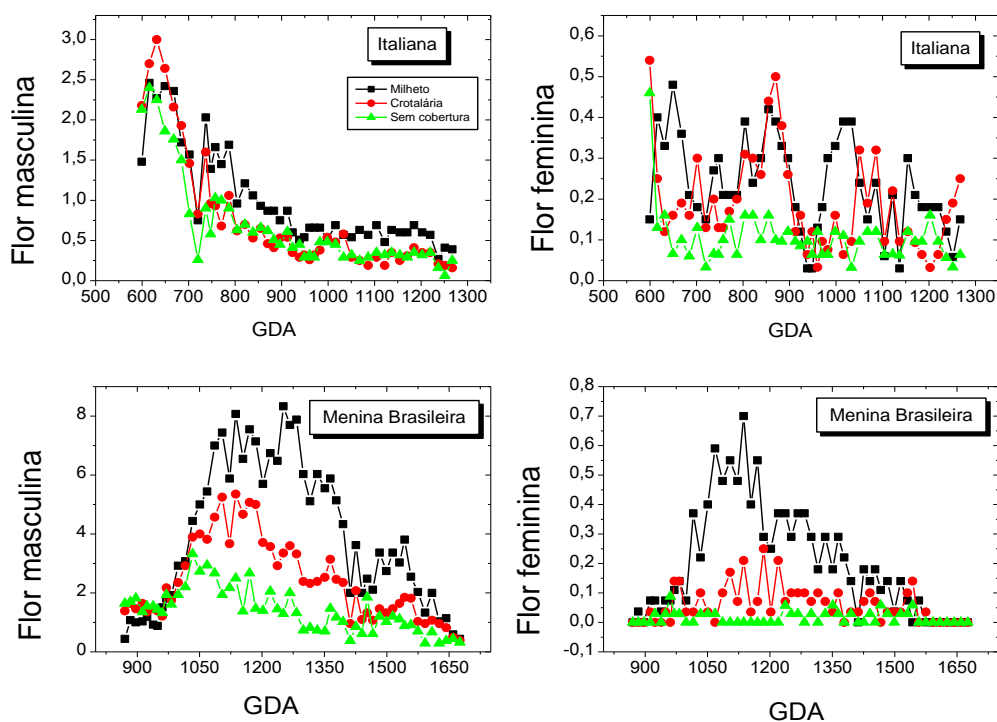 Flor masculina
3,0
2,5
2,0
1,5
1,0
0,5
0,0
Italiana
Milheto
Crotalária
Sem cobertura
500 600 700 800 900 1000 1100 1200 1300
GDA
Flor feminina
0,6
0,5
0,4
0,3
0,2
0,1
0,0
Italiana
500 600 700 800 900 1000 1100 1200 1300
GDA
Flor masculina
8
6
4
2
0
Menina Brasileira
900 1050 1200 1350 1500 1650
GDA
Flor feminina
0,8
0,7
0,6
0,5
0,4
0,3
0,2
0,1
0,0
-0,1
Menina Brasileira
900 1050 1200 1350 1500 1650
GDA